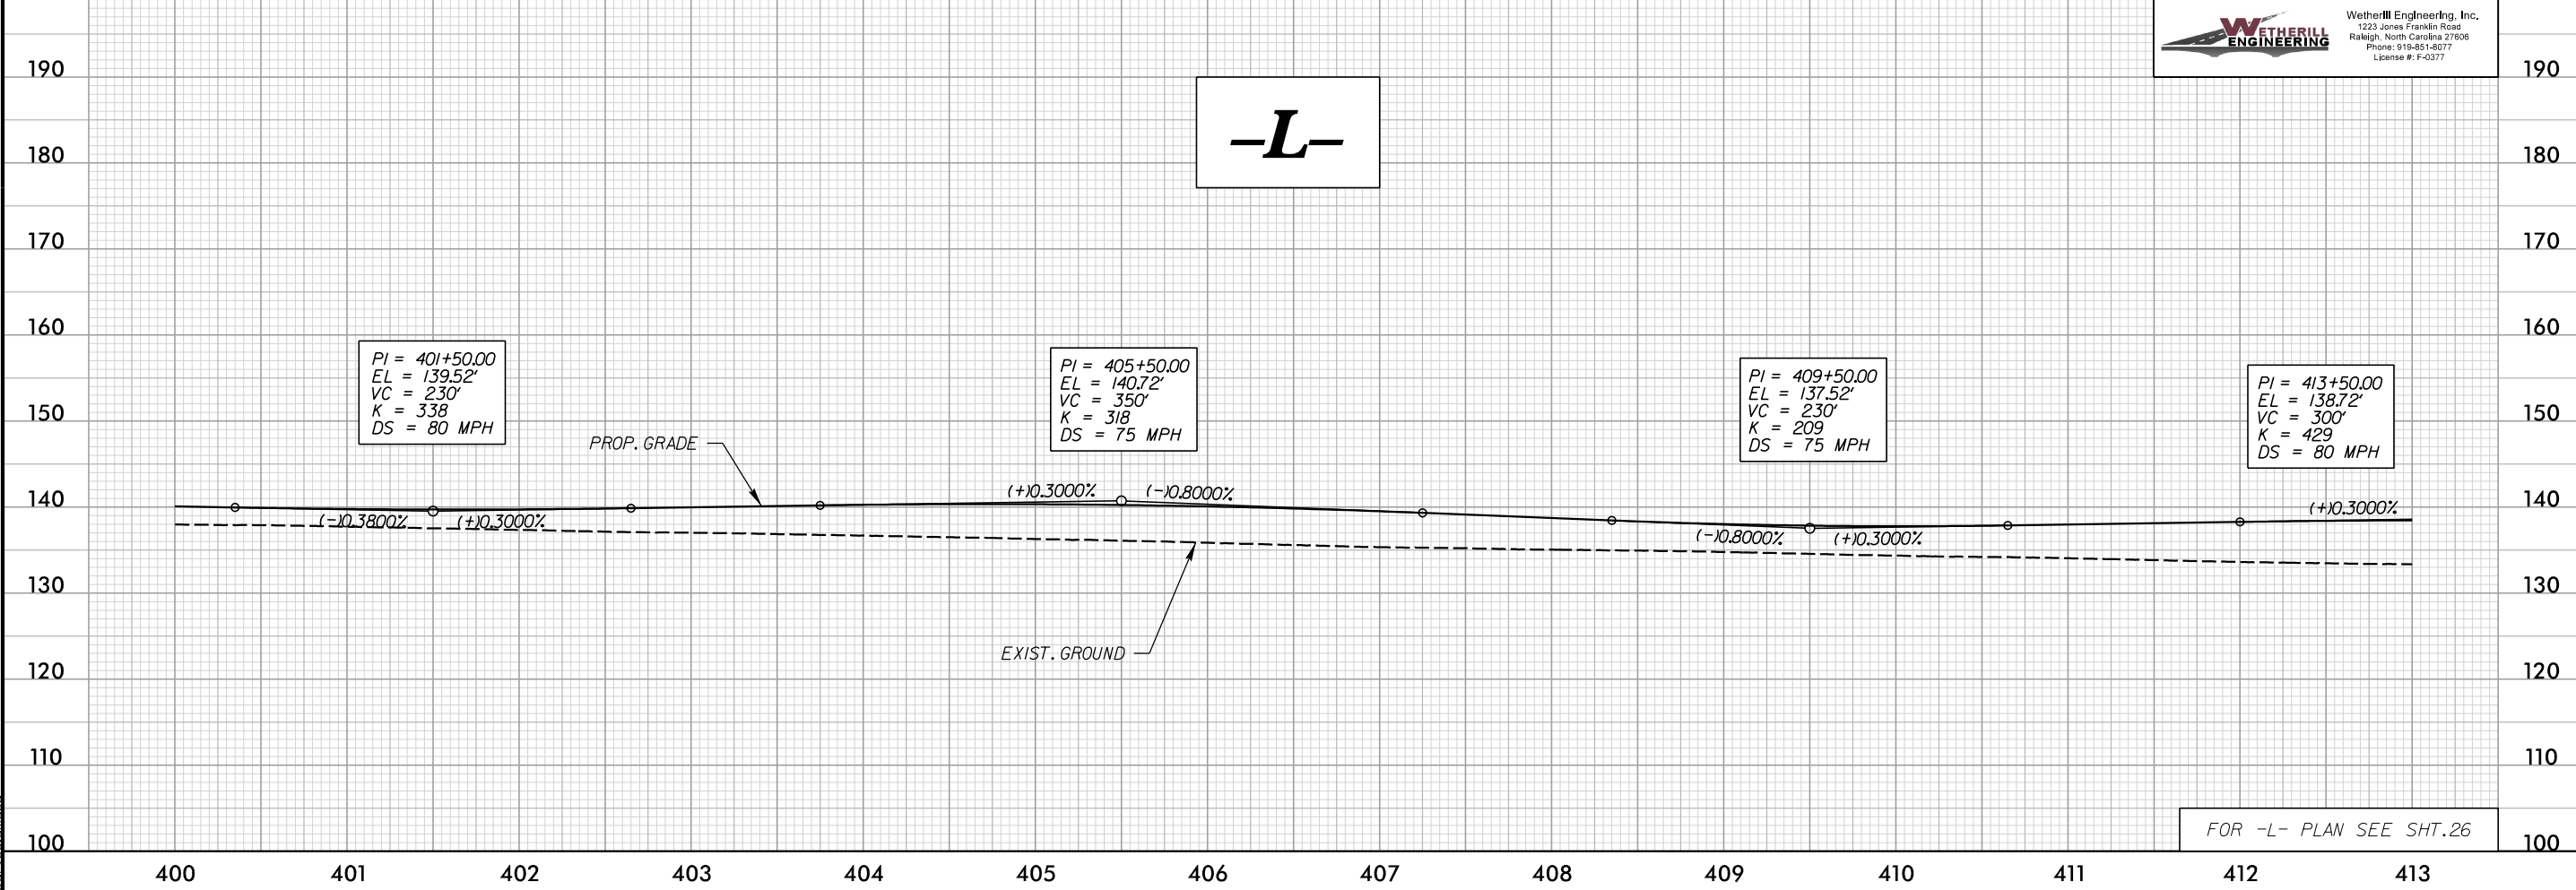 WETHERILL
ENGINEERING
Wetherill Engineering, Inc.
1223 Jones Franklin Road
Raleigh, North Carolina 27606
Phone: 919-851-8077
License #: F-0377
190
190
-L-
180
180
170
170
160
160
PI = 401+50.00
EL = 139.52'
VC = 230'
K = 338
DS = 80 MPH
PI = 405+50.00
EL = 140.72'
VC = 350'
K = 318
DS = 75 MPH
PI = 409+50.00
EL = 137.52'
VC = 230'
K = 209
DS = 75 MPH
PI = 413+50.00
EL = 138.72'
VC = 300'
K = 429
DS = 80 MPH
150
150
PROP. GRADE
140
(-)0.3800%
(+)0.3000%
(+)0.3000%
(-)0.8000%
(-)0.8000%
(+)0.3000%
(+)0.3000%
140
130
130
EXIST. GROUND
120
120
110
110
FOR -L- PLAN SEE SHT.26
100
100
400 401 402 403 404 405 406 407 408 409 410 411 412 413